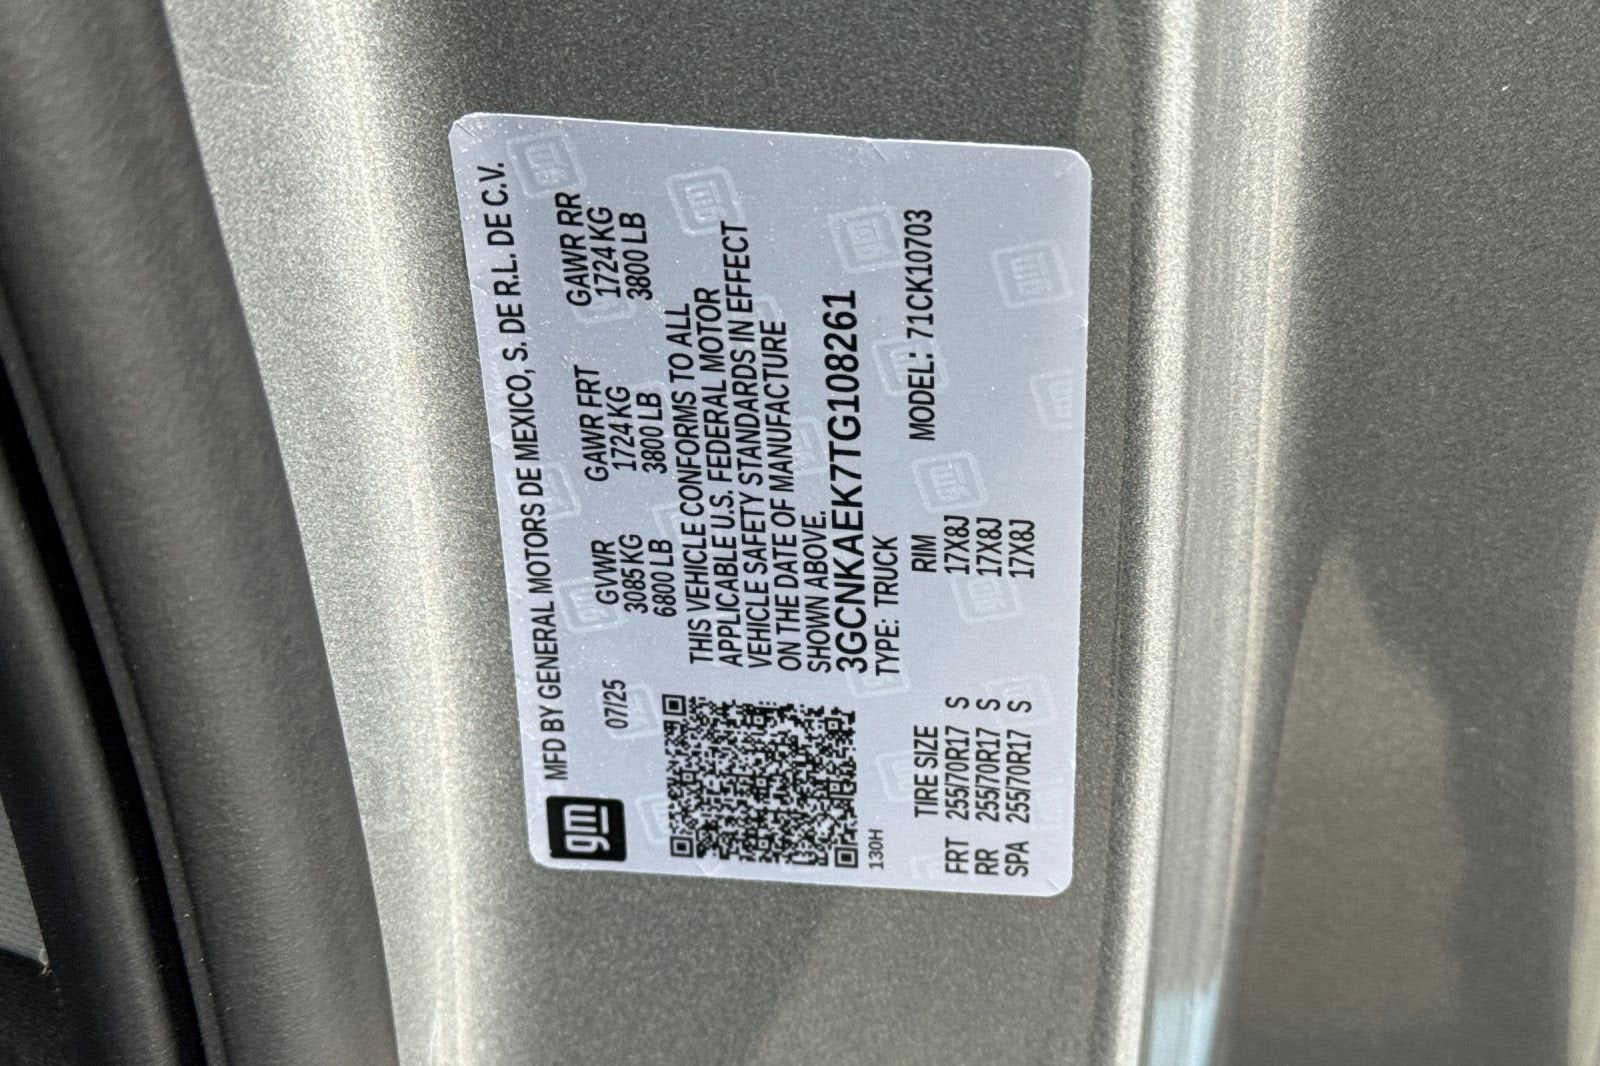 gm MFD BY GENERAL MOTORS DE MEXICO, S. DE R.L. DE C.V.
07/25 GVWR GAWR FRT GAWR RR
3085 KG 1724 KG 1724 KG
6800 LB 3800 LB 3800 LB
THIS VEHICLE CONFORMS TO ALL
APPLICABLE U.S. FEDERAL MOTOR
VEHICLE SAFETY STANDARDS IN EFFECT
ON THE DATE OF MANUFACTURE
SHOWN ABOVE.
3GCNKAEK7TG108261
130H TYPE: TRUCK MODEL: 71CK10703
TIRE SIZE RIM
FRT 255/70R17 S 17X8J
RR 255/70R17 S 17X8J
SPA 255/70R17 S 17X8J